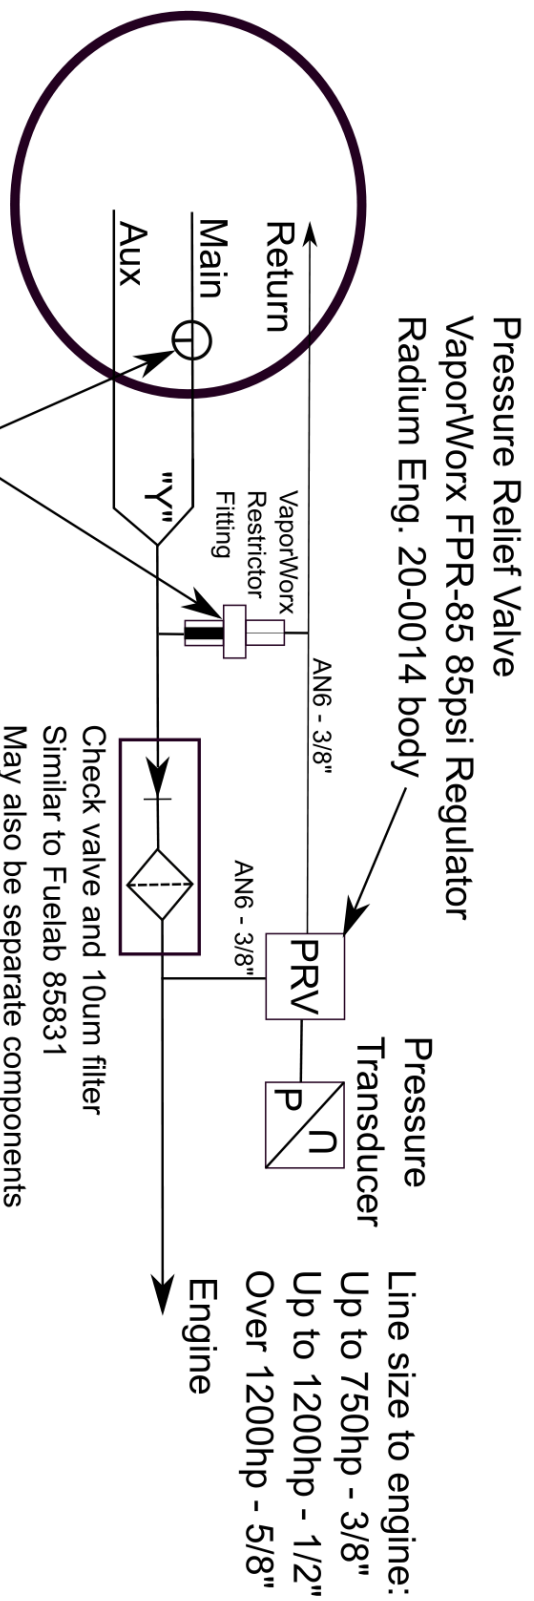 Pressure Relief Valve
VaporWorx FPR-85 85psi Regulator
Radium Eng. 20-0014 body
Pressure
Transducer
Line size to engine:
Up to 750hp - 3/8"
Up to 1200hp - 1/2"
Over 1200hp - 5/8"
Return
Main
Aux
"Y"
VaporWorx
Restrictor
Fitting
AN6 - 3/8"
AN6 - 3/8"
PRV
P
U
Engine
Check valve and 10um filter
Similar to Fuelab 85831
May also be separate components